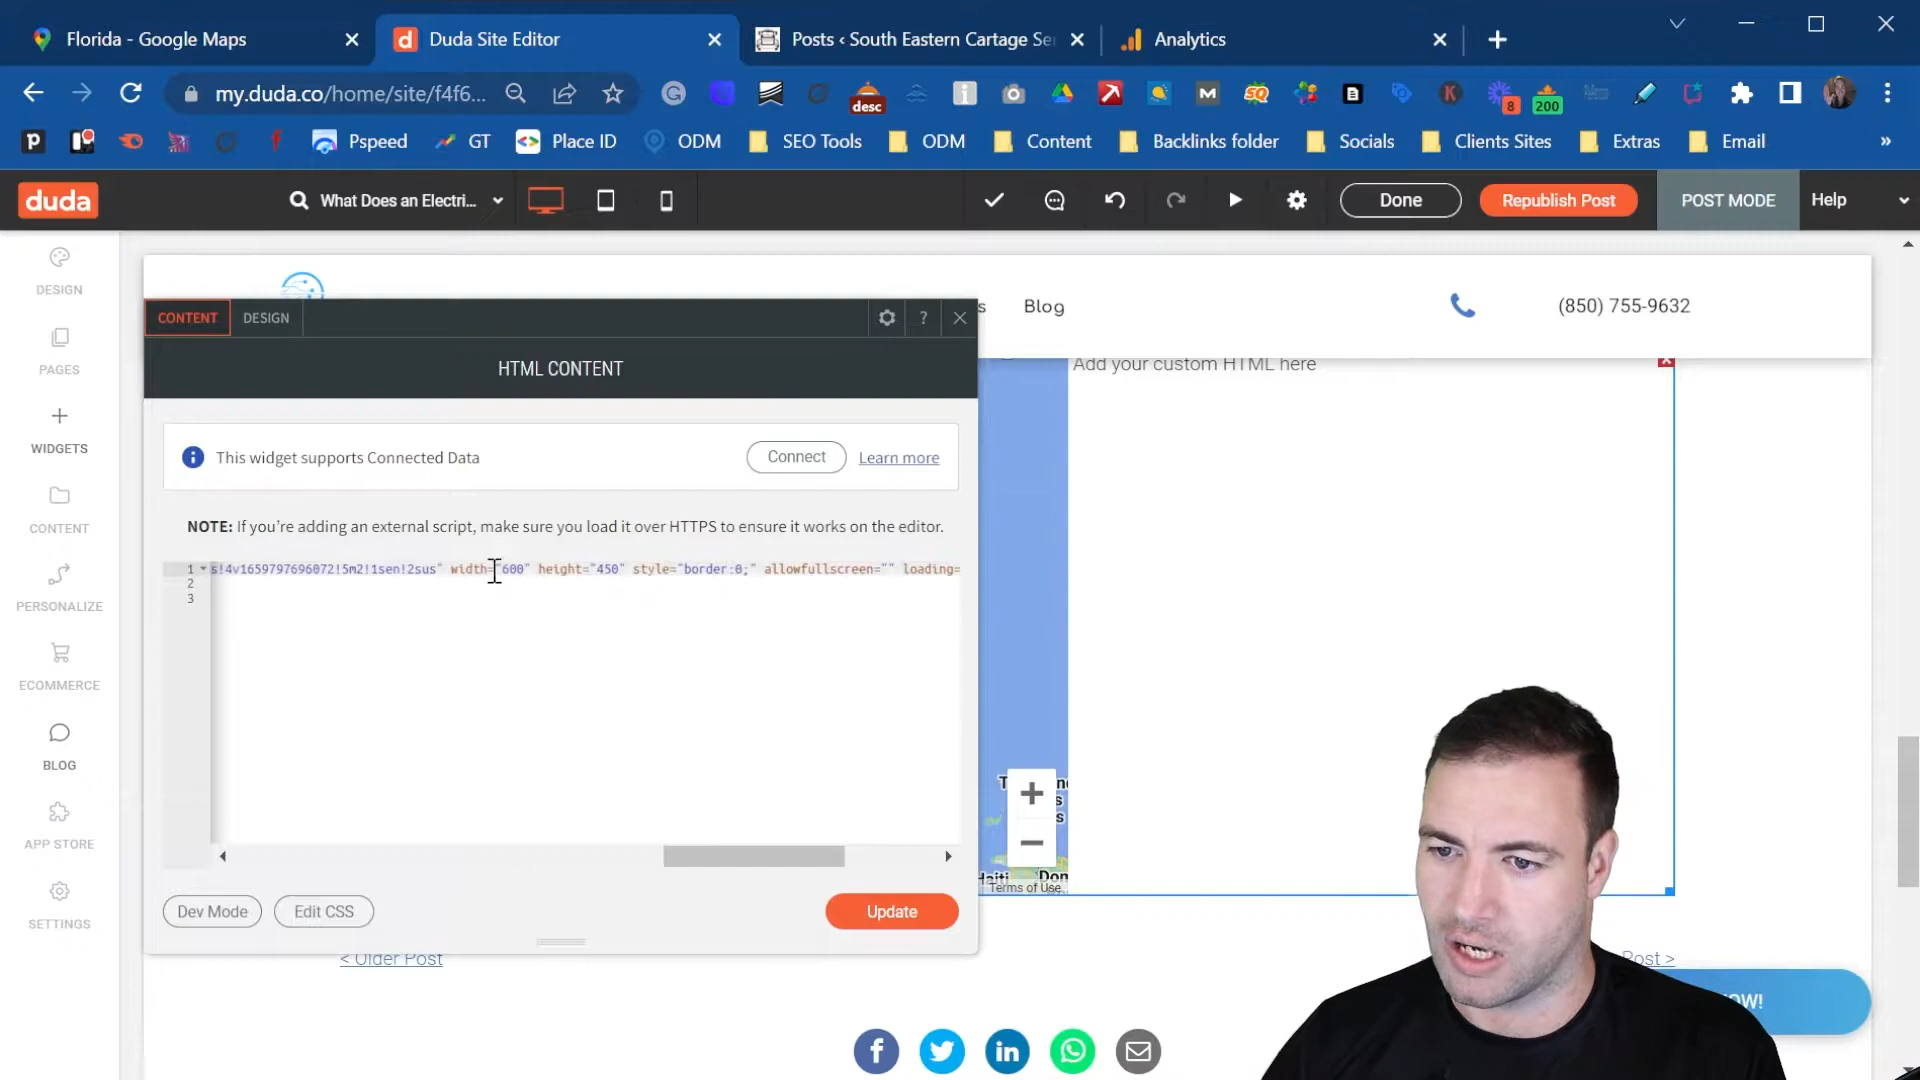 Florida - Google Maps
Duda Site Editor
Posts ‹ South Eastern Cartage Se
Analytics
my.duda.co/home/site/f4f6...
desc
8
200
Pspeed
GT
Place ID
ODM
SEO Tools
ODM
Content
Backlinks folder
Socials
Clients Sites
Extras
Email
»
duda
What Does an Electri...
Done
Republish Post
POST MODE
Help
DESIGN
PAGES
WIDGETS
CONTENT
PERSONALIZE
ECOMMERCE
BLOG
APP STORE
SETTINGS
s
Blog
(850) 755-9632
CONTENT
DESIGN
?
HTML CONTENT
This widget supports Connected Data
Connect
Learn more
NOTE: If you're adding an external script, make sure you load it over HTTPS to ensure it works on the editor.
1
s!4v1659797696072!5m2!1sen!2sus" width="600" height="450" style="border:0;" allowfullscreen="" loading=
2
3
Dev Mode
Edit CSS
Update
Add your custom HTML here
Haiti
Terms of Use
< Older Post
Post >
OW!